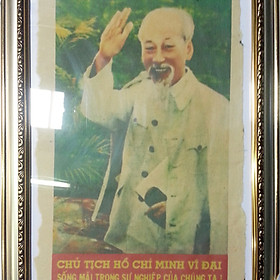 CHỦ TỊCH HỒ CHÍ MINH VĨ ĐẠI
SỐNG MÃI TRONG SỰ NGHIỆP CỦA CHÚNG TA !